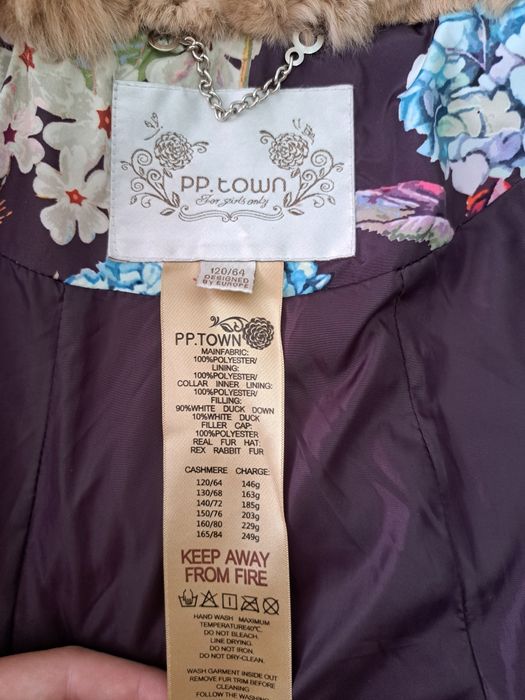 PP.town
For girls only
120/64
DESIGNED
BY EUROPE
PP.TOWN
MAINFABRIC:
100%POLYESTER/
LINING:
100%POLYESTER/
COLLAR INNER LINING:
100%POLYESTER/
FILLING:
90%WHITE DUCK DOWN
10%WHITE DUCK
FILLER CAP:
100%POLYESTER
REAL FUR HAT:
REX RABBIT FUR
CASHMERE CHARGE:
120/64 146g
130/68 163g
140/72 185g
150/76 203g
160/80 229g
165/84 249g
KEEP AWAY
FROM FIRE
HAND WASH MAXIMUM
TEMPERATURE40℃.
DO NOT BLEACH.
LINE DRYING.
DO NOT IRON.
DO NOT DRY-CLEAN.
WASH GARMENT INSIDE OUT
REMOVE FUR TRIM BEFORE
CLEANING
FOLLOW THE WASHING